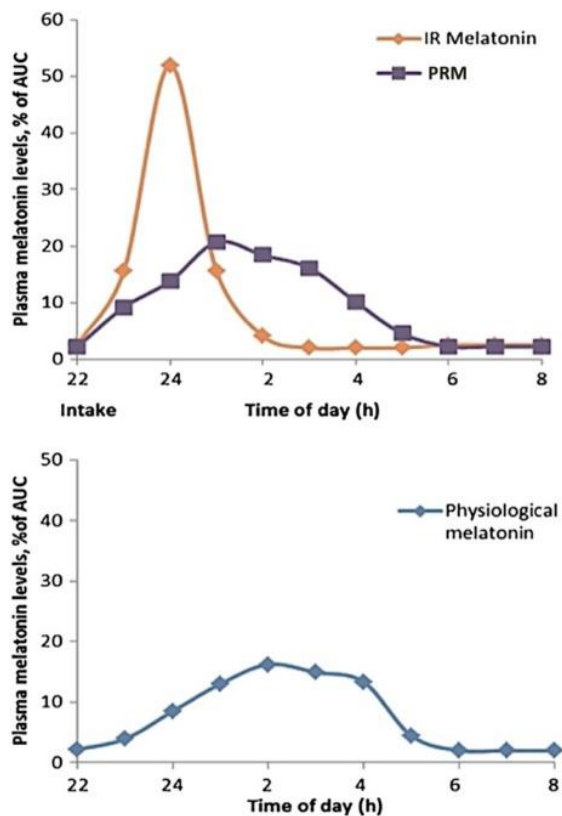 60
50
40
30
20
10
0
Plasma melatonin levels, % of AUC
IR Melatonin
PRM
22 24 2 4 6 8
Intake Time of day (h)
50
40
30
20
10
0
Plasma melatonin levels, %of AUC
Physiological
melatonin
22 24 2 4 6 8
Time of day (h)